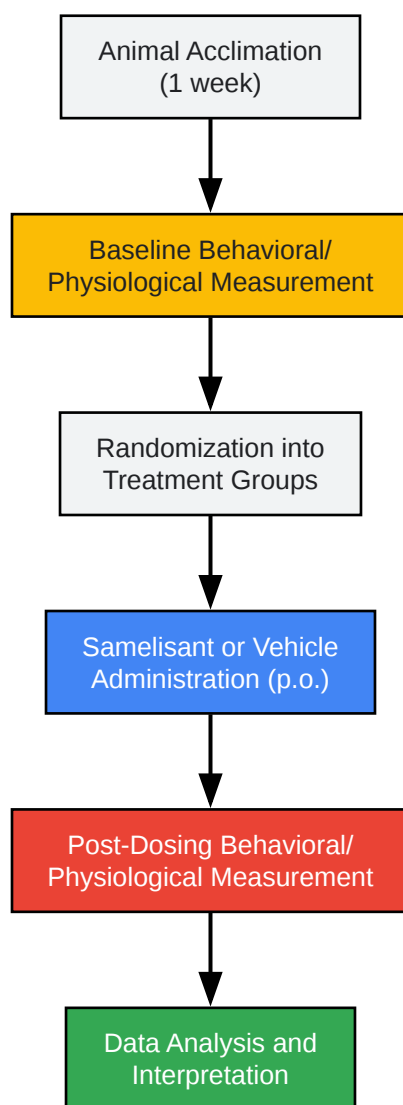 Animal Acclimation
(1 week)
Baseline Behavioral/
Physiological Measurement
Randomization into
Treatment Groups
Samelisant or Vehicle
Administration (p.o.)
Post-Dosing Behavioral/
Physiological Measurement
Data Analysis and
Interpretation